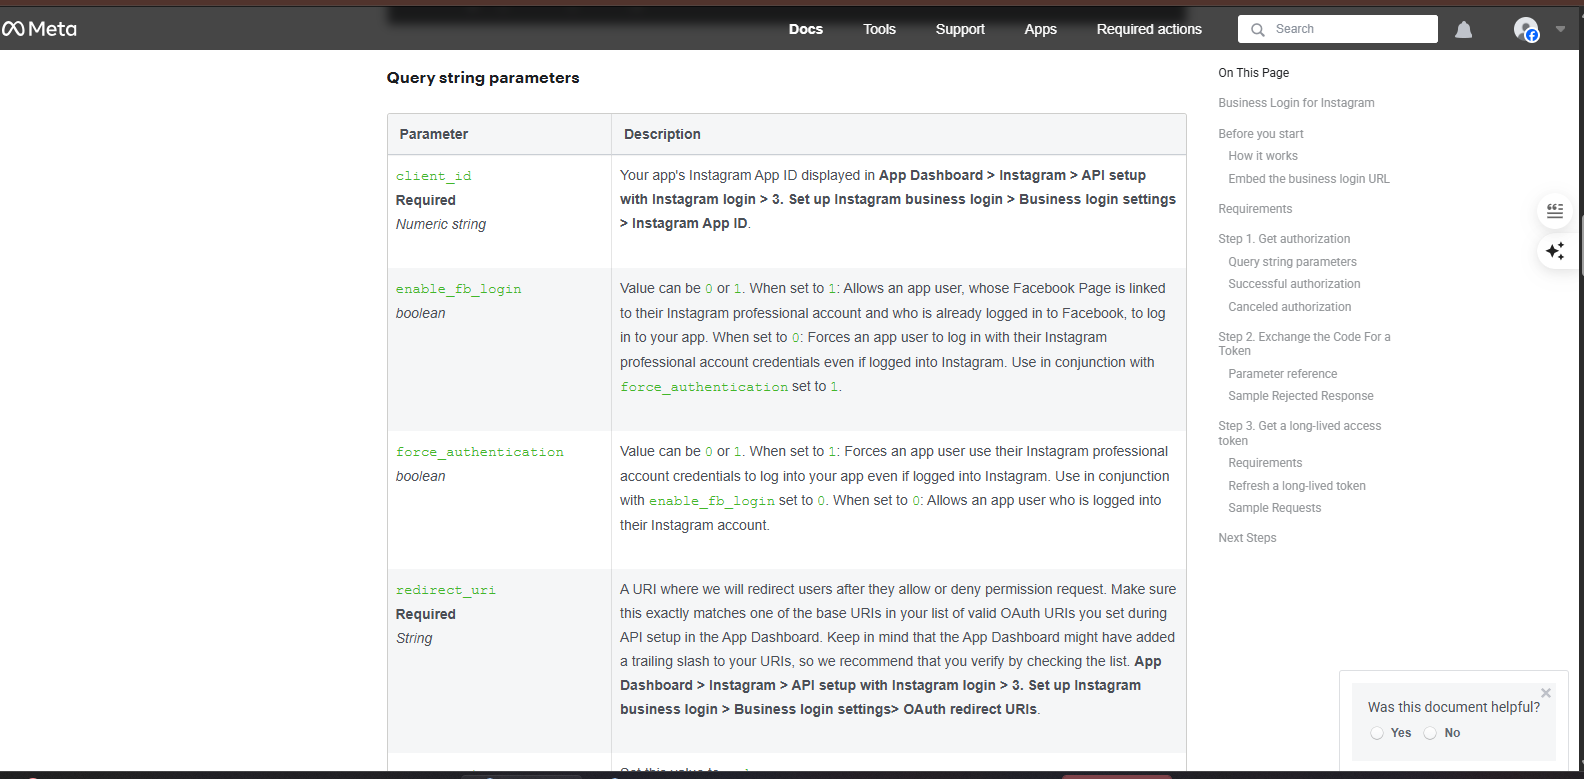 Meta
Docs
Tools
Support
Apps
Required actions
Search
Query string parameters
Parameter
Description
client_id
Required
Numeric string
Your app's Instagram App ID displayed in App Dashboard > Instagram > API setup
with Instagram login > 3. Set up Instagram business login > Business login settings
> Instagram App ID.
enable_fb_login
boolean
Value can be 0 or 1. When set to 1: Allows an app user, whose Facebook Page is linked
to their Instagram professional account and who is already logged in to Facebook, to log
in to your app. When set to 0: Forces an app user to log in with their Instagram
professional account credentials even if logged into Instagram. Use in conjunction with
force_authentication set to 1.
force_authentication
boolean
Value can be 0 or 1. When set to 1: Forces an app user use their Instagram professional
account credentials to log into your app even if logged into Instagram. Use in conjunction
with enable_fb_login set to 0. When set to 0: Allows an app user who is logged into
their Instagram account.
redirect_uri
Required
String
A URI where we will redirect users after they allow or deny permission request. Make sure
this exactly matches one of the base URIs in your list of valid OAuth URIs you set during
API setup in the App Dashboard. Keep in mind that the App Dashboard might have added
a trailing slash to your URIs, so we recommend that you verify by checking the list. App
Dashboard > Instagram > API setup with Instagram login > 3. Set up Instagram
business login > Business login settings> OAuth redirect URIs.
On This Page
Business Login for Instagram
Before you start
How it works
Embed the business login URL
Requirements
Step 1. Get authorization
Query string parameters
Successful authorization
Canceled authorization
Step 2. Exchange the Code For a
Token
Parameter reference
Sample Rejected Response
Step 3. Get a long-lived access
token
Requirements
Refresh a long-lived token
Sample Requests
Next Steps
Was this document helpful?
Yes
No